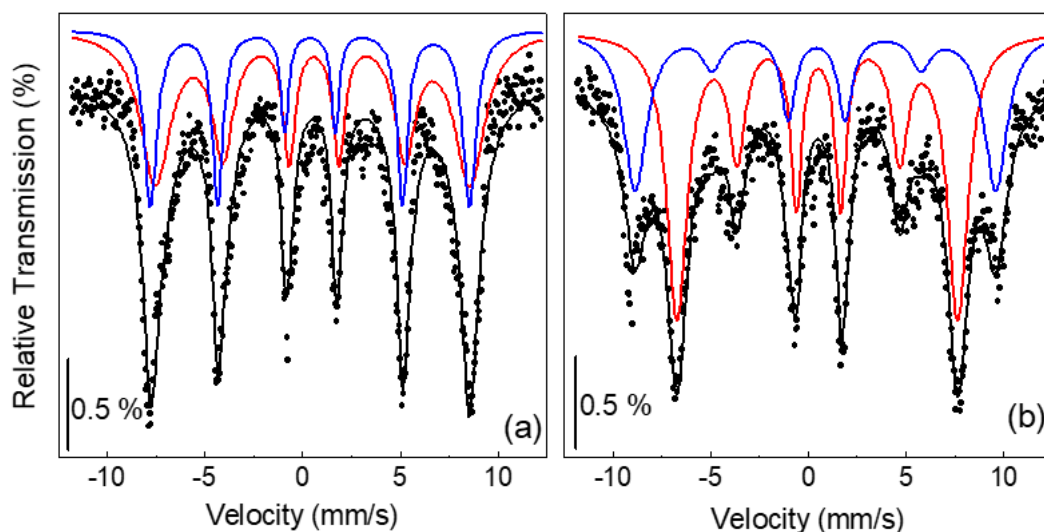 Relative Transmission (%)
0.5 %
(a)
-10 -5 0 5 10
Velocity (mm/s)
0.5 %
(b)
-10 -5 0 5 10
Velocity (mm/s)